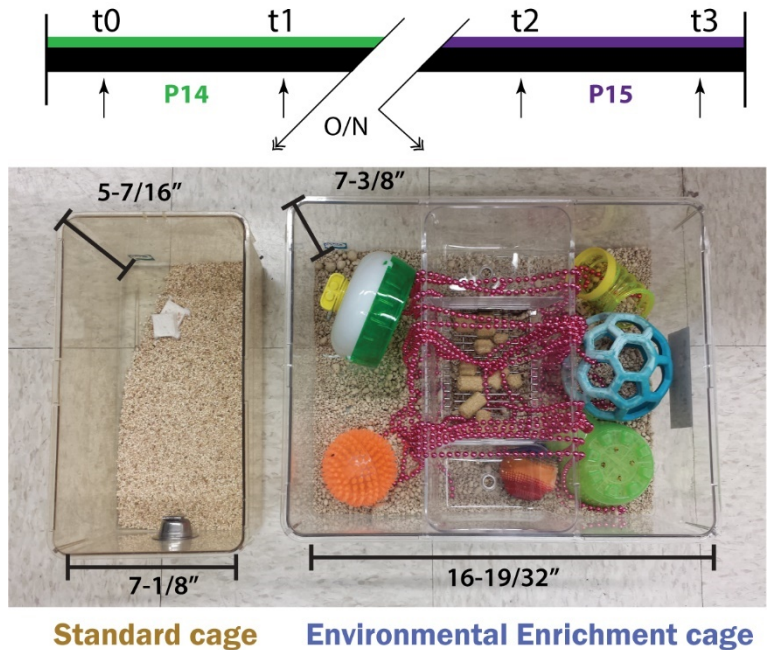 t0 t1 t2 t3
P14 P15
O/N
5-7/16” 7-3/8”
7-1/8” 16-19/32”
Standard cage Environmental Enrichment cage